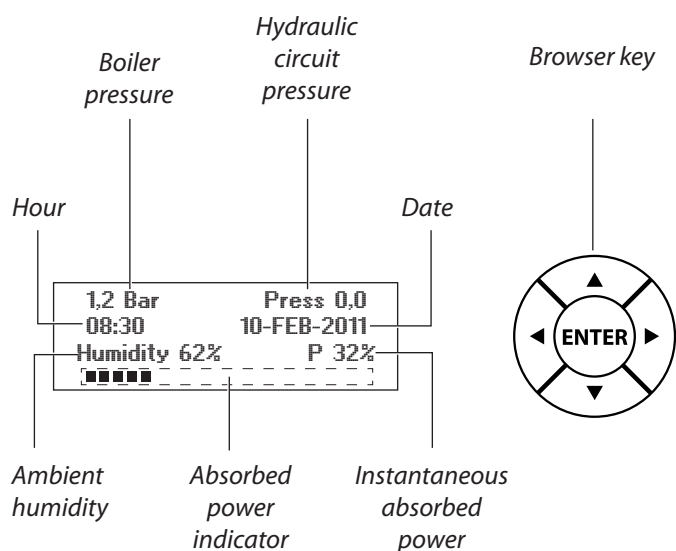 Boiler
pressure
Hydraulic
circuit
pressure
Browser key
Hour
Date
1,2 Bar Press 0,0
08:30 10-FEB-2011
Humidity 62% P 32%
ENTER
Ambient
humidity
Absorbed
power
indicator
Instantaneous
absorbed
power